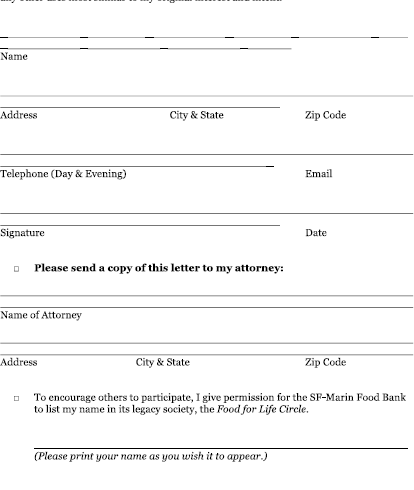 Name
Address City & State Zip Code
Telephone (Day & Evening) Email
Signature Date
□ Please send a copy of this letter to my attorney:
Name of Attorney
Address City & State Zip Code
□ To encourage others to participate, I give permission for the SF-Marin Food Bank
to list my name in its legacy society, the Food for Life Circle.
(Please print your name as you wish it to appear.)